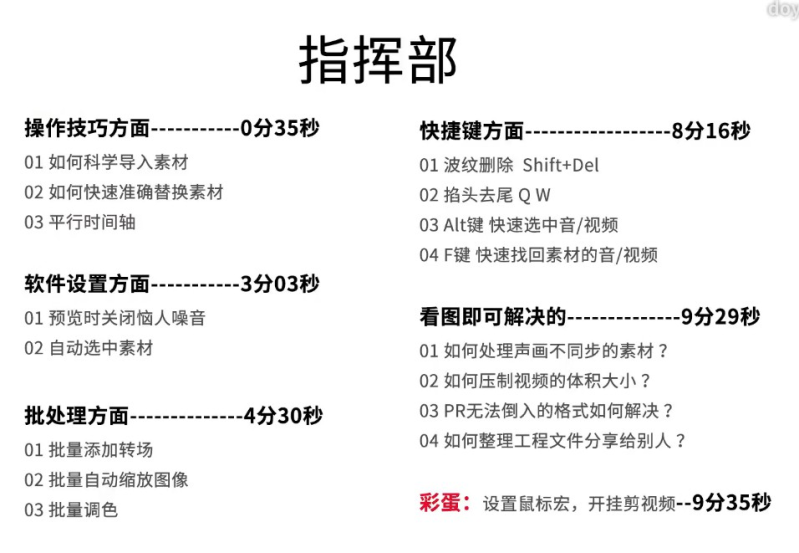 doy
指挥部
操作技巧方面-----------0分35秒
01 如何科学导入素材
02 如何快速准确替换素材
03 平行时间轴
软件设置方面-----------3分03秒
01 预览时关闭恼人噪音
02 自动选中素材
批处理方面--------------4分30秒
01 批量添加转场
02 批量自动缩放图像
03 批量调色
快捷键方面------------------8分16秒
01 波纹删除 Shift+Del
02 掐头去尾 Q W
03 Alt键 快速选中音/视频
04 F键 快速找回素材的音/视频
看图即可解决的--------------9分29秒
01 如何处理声画不同步的素材？
02 如何压制视频的体积大小？
03 PR无法倒入的格式如何解决？
04 如何整理工程文件分享给别人？
彩蛋：设置鼠标宏，开挂剪视频--9分35秒